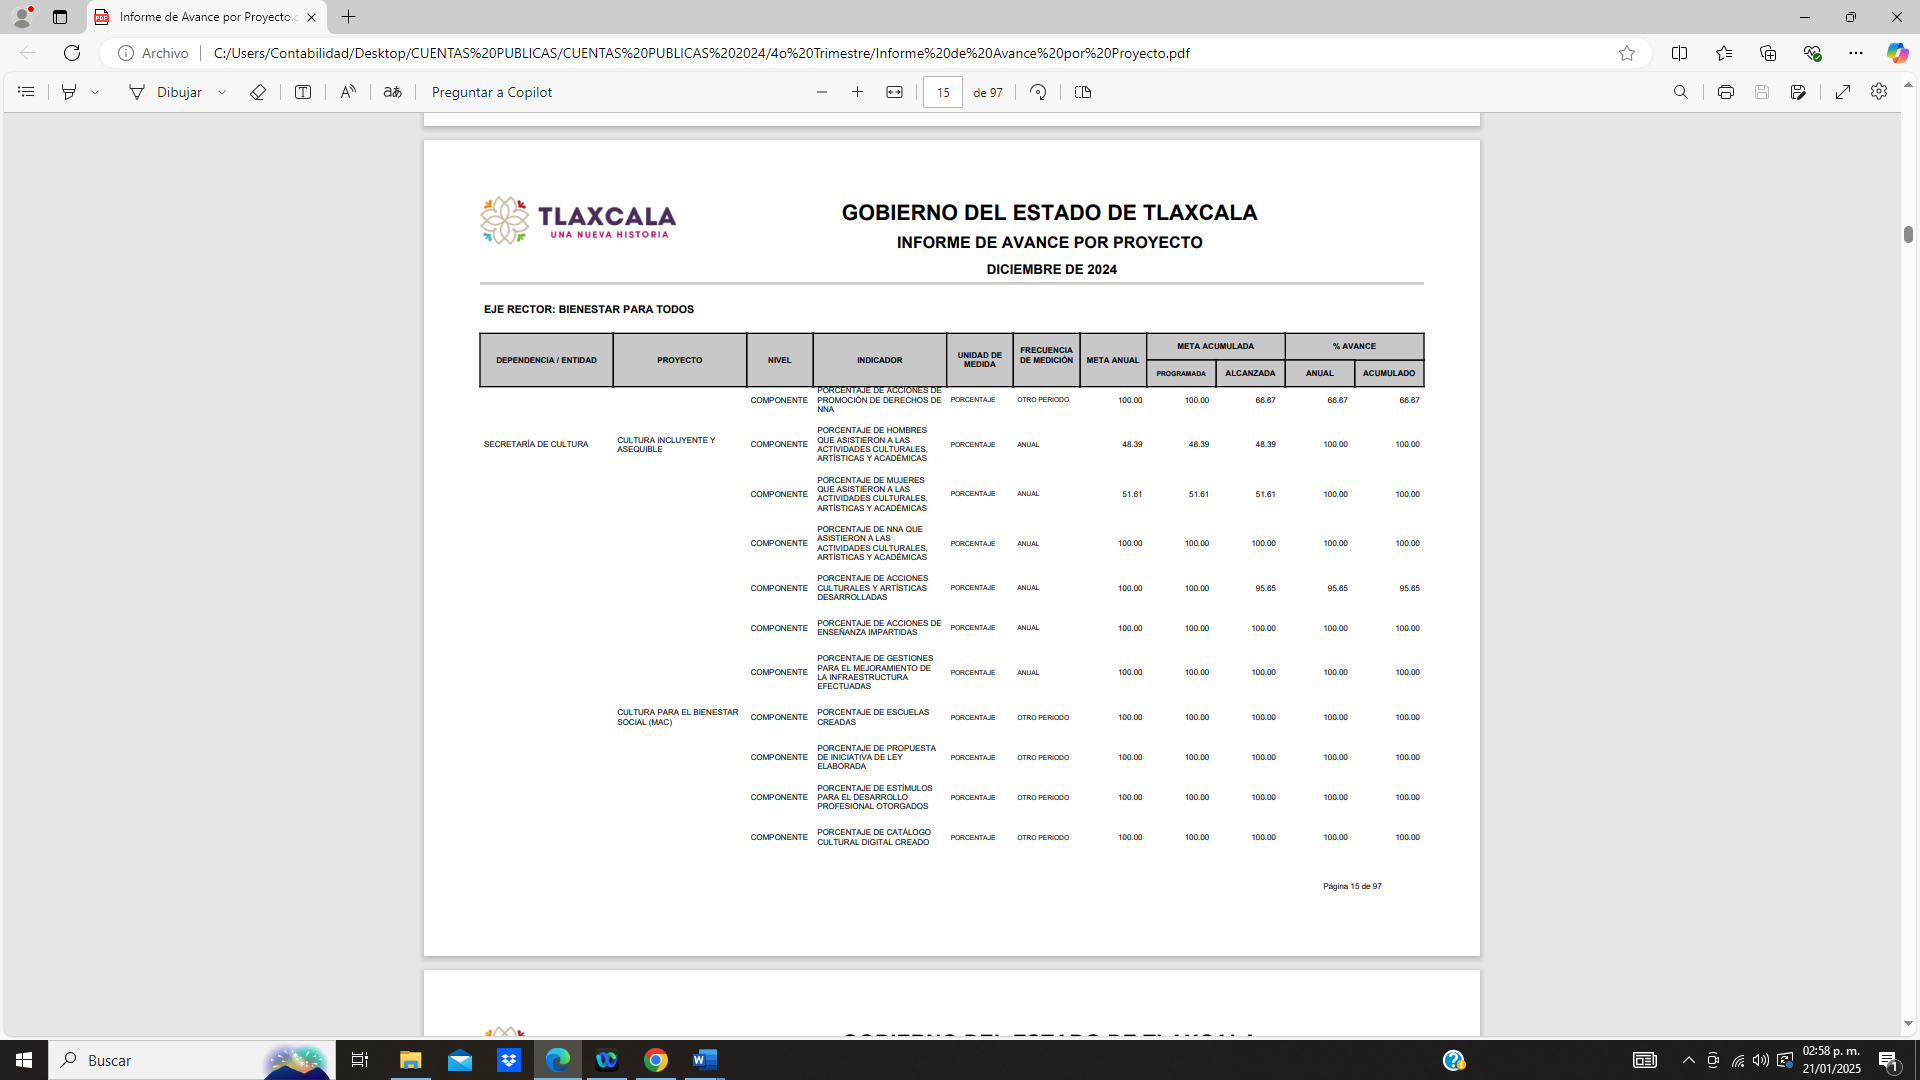 Informe de Avance por Proyecto.p
Archivo
C:/Users/Contabilidad/Desktop/CUENTAS%20PUBLICAS/CUENTAS%20PUBLICAS%202024/4o%20Trimestre/Informe%20de%20Avance%20por%20Proyecto.pdf
Dibujar
aあ
Preguntar a Copilot
15 de 97
TLAXCALA
UNA NUEVA HISTORIA
GOBIERNO DEL ESTADO DE TLAXCALA
INFORME DE AVANCE POR PROYECTO
DICIEMBRE DE 2024
EJE RECTOR: BIENESTAR PARA TODOS
DEPENDENCIA / ENTIDAD PROYECTO NIVEL INDICADOR UNIDAD DE MEDIDA FRECUENCIA DE MEDICIÓN META ANUAL META ACUMULADA % AVANCE
PROGRAMADA ALCANZADA ANUAL ACUMULADO
COMPONENTE PORCENTAJE DE ACCIONES DE PROMOCIÓN DE DERECHOS DE NNA PORCENTAJE OTRO PERIODO 100.00 100.00 66.67 66.67 66.67
SECRETARÍA DE CULTURA CULTURA INCLUYENTE Y ASEQUIBLE COMPONENTE PORCENTAJE DE HOMBRES QUE ASISTIERON A LAS ACTIVIDADES CULTURALES, ARTÍSTICAS Y ACADÉMICAS PORCENTAJE ANUAL 48.39 48.39 48.39 100.00 100.00
COMPONENTE PORCENTAJE DE MUJERES QUE ASISTIERON A LAS ACTIVIDADES CULTURALES, ARTÍSTICAS Y ACADÉMICAS PORCENTAJE ANUAL 51.61 51.61 51.61 100.00 100.00
COMPONENTE PORCENTAJE DE NNA QUE ASISTIERON A LAS ACTIVIDADES CULTURALES, ARTÍSTICAS Y ACADÉMICAS PORCENTAJE ANUAL 100.00 100.00 100.00 100.00 100.00
COMPONENTE PORCENTAJE DE ACCIONES CULTURALES Y ARTÍSTICAS DESARROLLADAS PORCENTAJE ANUAL 100.00 100.00 95.65 95.65 95.65
COMPONENTE PORCENTAJE DE ACCIONES DE ENSEÑANZA IMPARTIDAS PORCENTAJE ANUAL 100.00 100.00 100.00 100.00 100.00
COMPONENTE PORCENTAJE DE GESTIONES PARA EL MEJORAMIENTO DE LA INFRAESTRUCTURA EFECTUADAS PORCENTAJE ANUAL 100.00 100.00 100.00 100.00 100.00
CULTURA PARA EL BIENESTAR SOCIAL (MAC) COMPONENTE PORCENTAJE DE ESCUELAS CREADAS PORCENTAJE OTRO PERIODO 100.00 100.00 100.00 100.00 100.00
COMPONENTE PORCENTAJE DE PROPUESTA DE INICIATIVA DE LEY ELABORADA PORCENTAJE OTRO PERIODO 100.00 100.00 100.00 100.00 100.00
COMPONENTE PORCENTAJE DE ESTÍMULOS PARA EL DESARROLLO PROFESIONAL OTORGADOS PORCENTAJE OTRO PERIODO 100.00 100.00 100.00 100.00 100.00
COMPONENTE PORCENTAJE DE CATÁLOGO CULTURAL DIGITAL CREADO PORCENTAJE OTRO PERIODO 100.00 100.00 100.00 100.00 100.00
Página 15 de 97
GOBIERNO DEL ESTADO DE TLAXCALA
Buscar
02:58 p. m.
21/01/2025
1